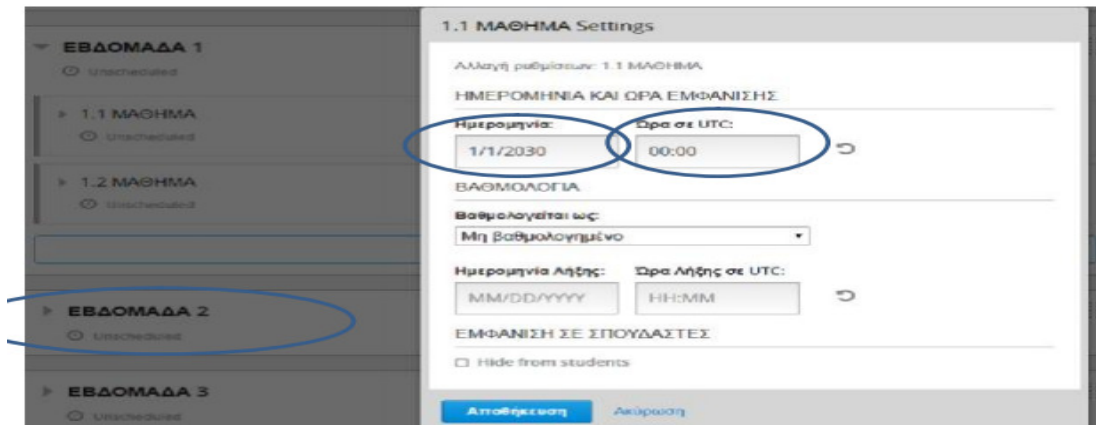 ΕΒΔΟΜΑΔΑ 1
Unscheduled
1.1 ΜΑΘΗΜΑ
Unscheduled
1.2 ΜΑΘΗΜΑ
Unscheduled
ΕΒΔΟΜΑΔΑ 2
Unscheduled
ΕΒΔΟΜΑΔΑ 3
Unscheduled
1.1 ΜΑΘΗΜΑ Settings
Αλλαγή ρυθμίσεων: 1.1 ΜΑΘΗΜΑ
ΗΜΕΡΟΜΗΝΙΑ ΚΑΙ ΩΡΑ ΕΜΦΑΝΙΣΗΣ
Ημερομηνία: Ώρα σε UTC:
1/1/2030 00:00
ΒΑΘΜΟΛΟΓΙΑ
Βαθμολογείται ως:
Μη βαθμολογημένο
Ημερομηνία Λήξης: Ώρα Λήξης σε UTC:
MM/DD/YYYY HH:MM
ΕΜΦΑΝΙΣΗ ΣΕ ΣΠΟΥΔΑΣΤΕΣ
Hide from students
Αποθήκευση Ακύρωση